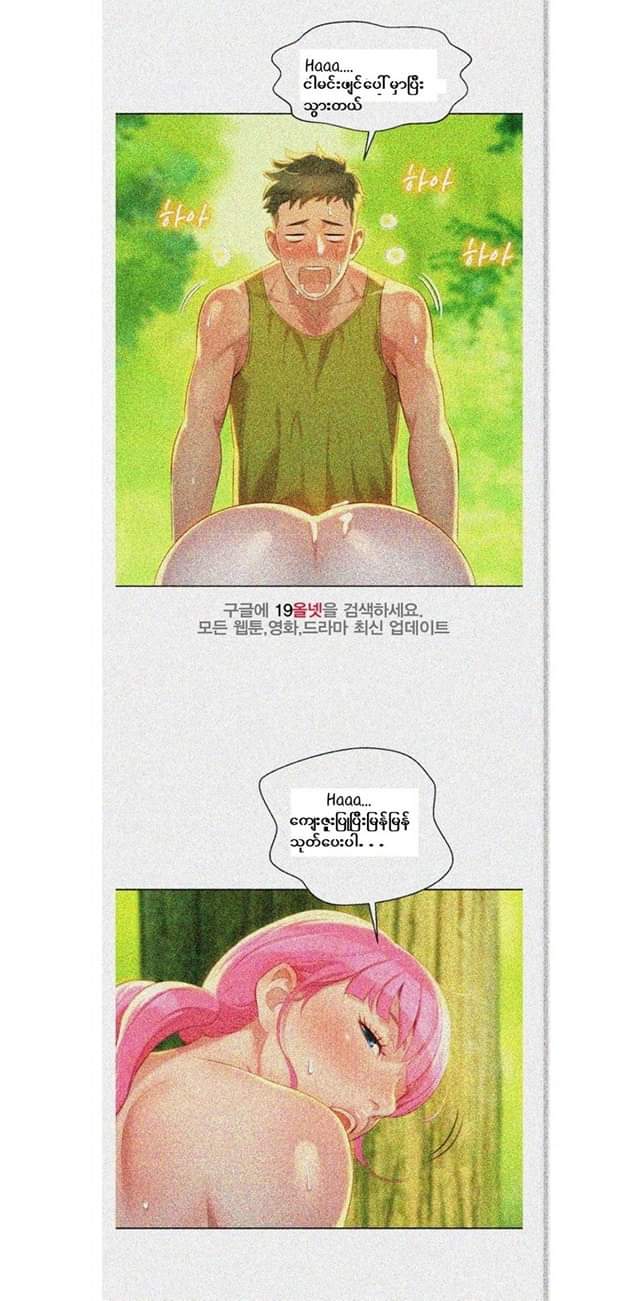 Haaa....
ငါမင်းဖျင်ပေါ်မှာပြီး
သွားတယ်
하아
하아
하아
구글에 19올넷을 검색하세요.
모든 웹툰,영화,드라마 최신 업데이트
Haaa...
ကျေးဇူးပြုပြီးမြန်မြန်
သုတ်ပေးပါ...